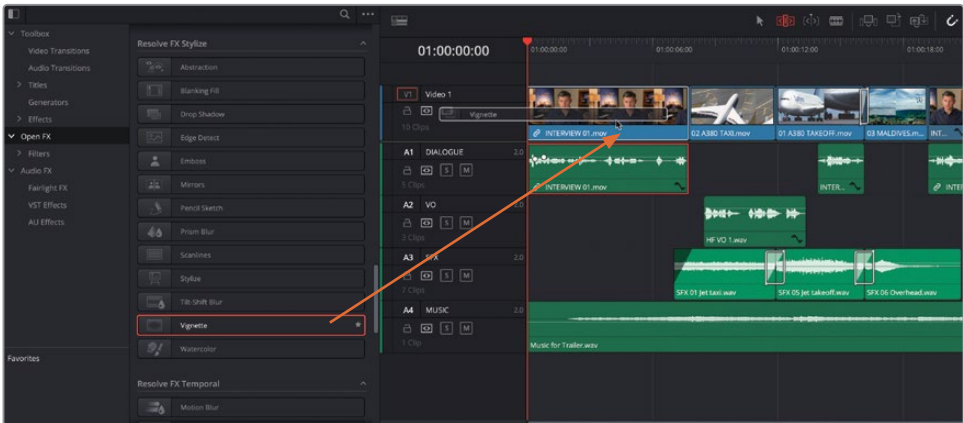 Toolbox
Video Transitions
Audio Transitions
Titles
Generators
Effects
Open FX
Filters
Audio FX
Fairlight FX
VST Effects
AU Effects
Favorites
Resolve FX Stylize
Abstraction
Blanking Fill
Drop Shadow
Edge Detect
Emboss
Mirrors
Pencil Sketch
Prism Blur
Scanlines
Stylize
Tilt-Shift Blur
Vignette
Watercolor
Resolve FX Temporal
Motion Blur
01:00:00:00
01:00:00:00 01:00:06:00 01:00:12:00 01:00:18:00
V1 Video 1
Vignette
10 Clips
INTERVIEW 01.mov 02 A380 TAXI.mov 01 A380 TAKEOFF.mov 03 MALDIVES.m... INT...
A1 DIALOGUE 2.0
S M
5 Clips
INTERVIEW 01.mov INTER... INTE
A2 VO 2.0
S M
3 Clips
HF VO 1.wav
A3 SFX 2.0
S M
7 Clips
SFX 01 Jet taxi.wav SFX 05 Jet takeoff.wav SFX 06 Overhead.wav
A4 MUSIC 2.0
S M
1 Clip
Music for Trailer.wav